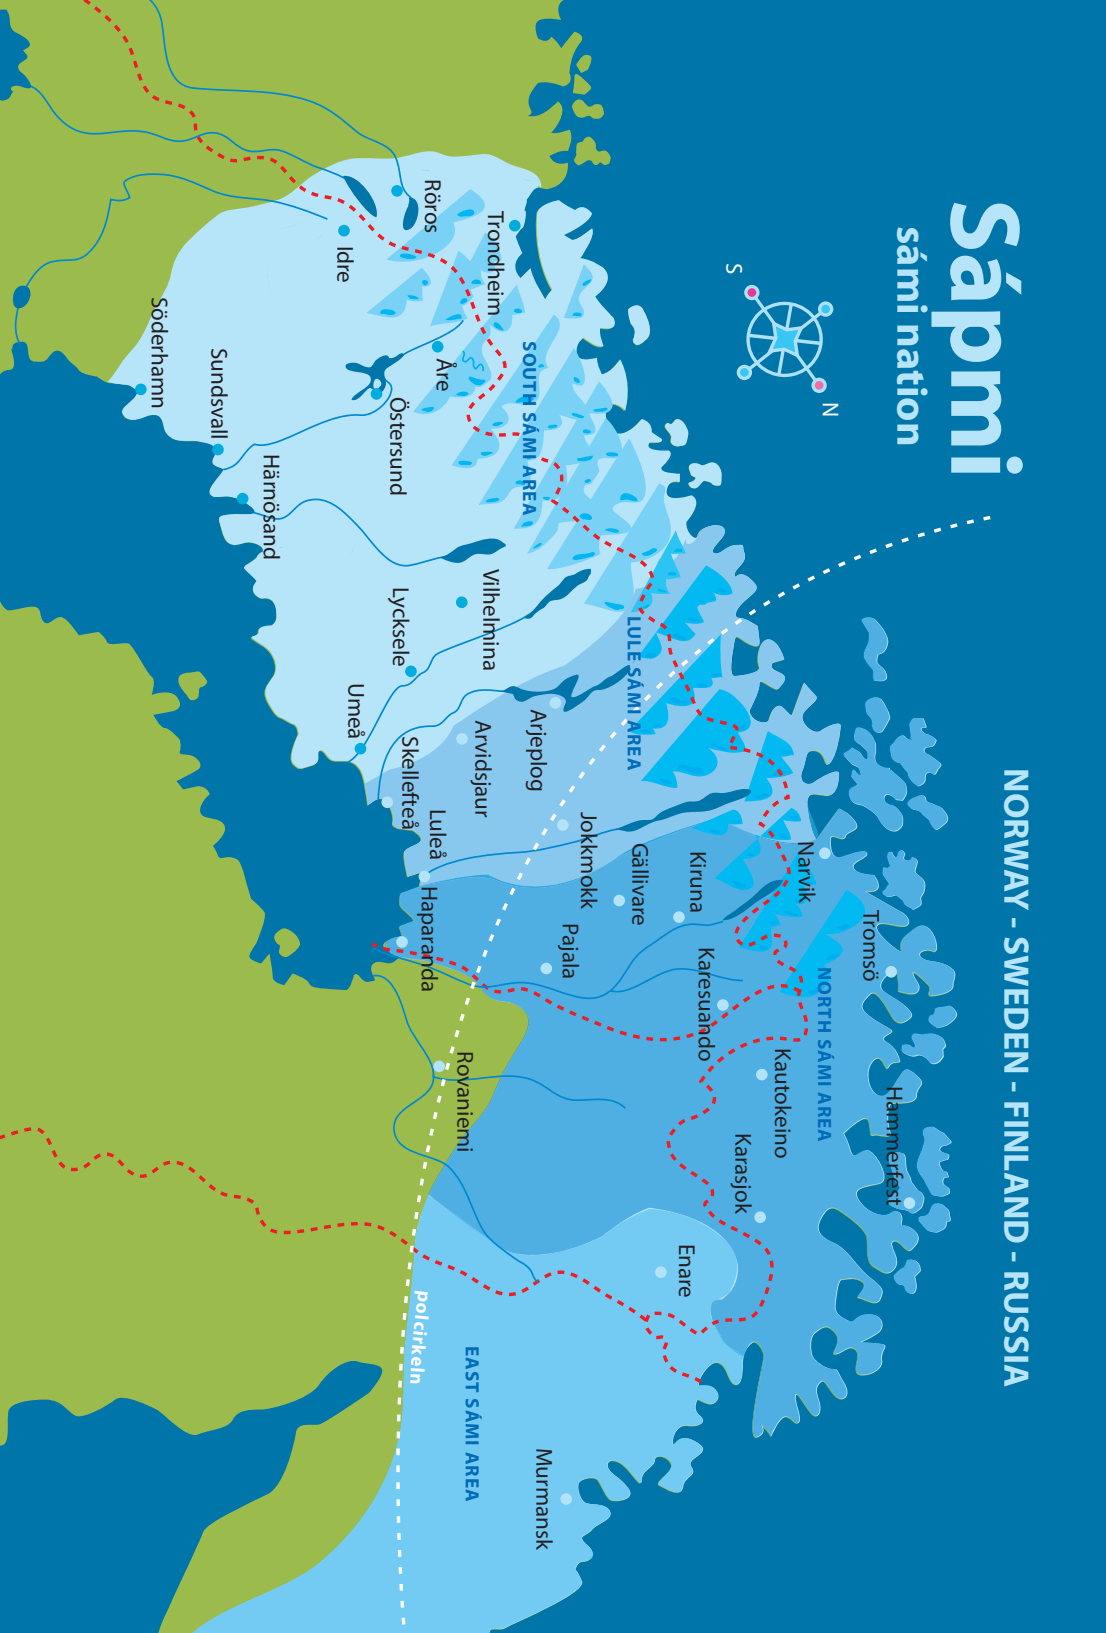 Sápmi
sámi nation
NORWAY - SWEDEN - FINLAND - RUSSIA
N
S
Hammerfest
Tromsö
NORTH SÁMI AREA
Narvik
Kautokeino
Karasjok
Karesuando
Kiruna
Enare
Gällivare
LULE SÁMI AREA
Jokkmokk
Pajala
Murmansk
Arjeplog
SOUTH SÁMI AREA
Trondheim
Vilhelmina
Arvidsjaur
EAST SÁMI AREA
Rovaniemi
Röros
Åre
Luleå
Haparanda
polcirkeln
Skellefteå
Östersund
Lycksele
Umeå
Idre
Härnösand
Sundsvall
Söderhamn